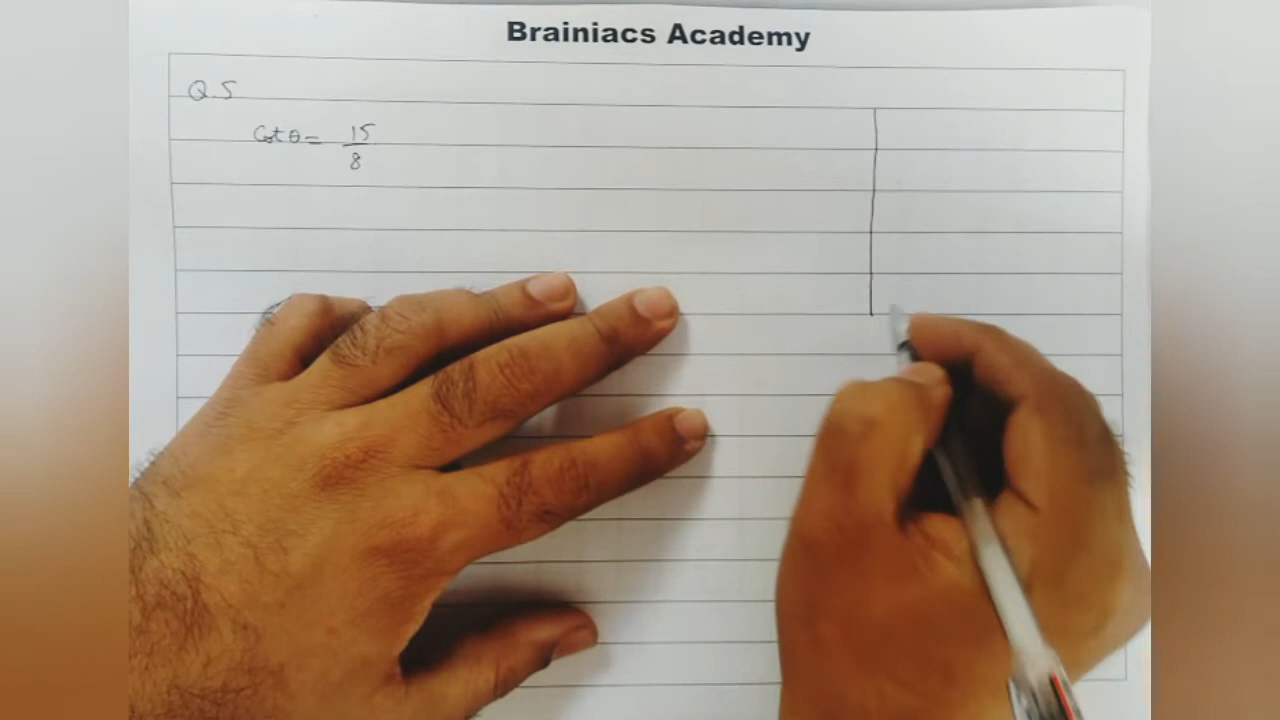 Brainiacs Academy
Q.5
Cot θ = 15/8